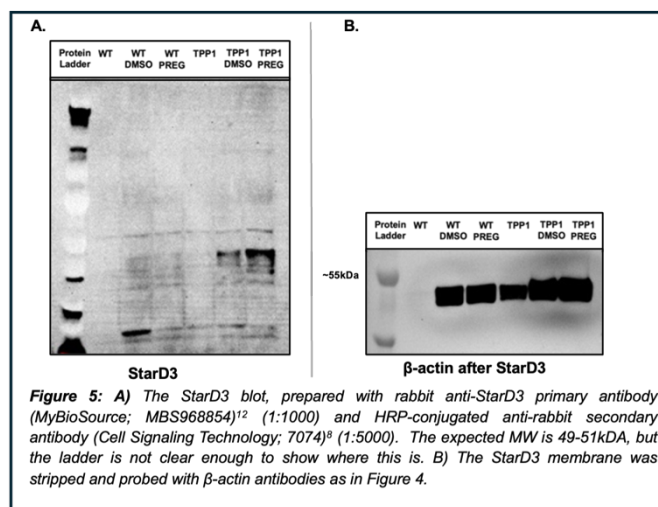 A.
B.
Protein Ladder WT WT DMSO WT PREG TPP1 TPP1 DMSO TPP1 PREG
StarD3
Protein Ladder WT WT DMSO WT PREG TPP1 TPP1 DMSO TPP1 PREG
~55kDa
β-actin after StarD3
Figure 5: A) The StarD3 blot, prepared with rabbit anti-StarD3 primary antibody
(MyBioSource; MBS968854)12 (1:1000) and HRP-conjugated anti-rabbit secondary
antibody (Cell Signaling Technology; 7074)8 (1:5000). The expected MW is 49-51kDA, but
the ladder is not clear enough to show where this is. B) The StarD3 membrane was
stripped and probed with β-actin antibodies as in Figure 4.